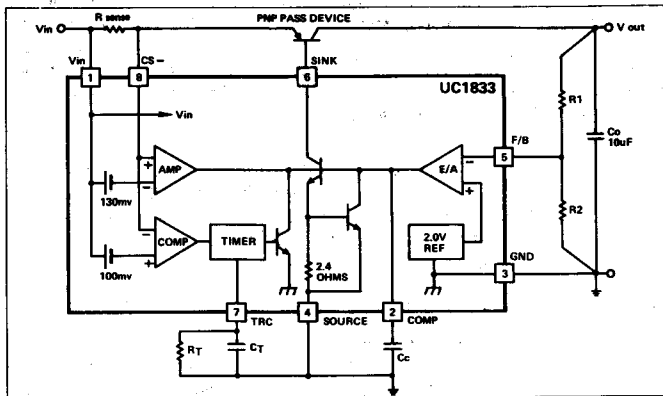 Vin
R sense
PNP PASS DEVICE
V out
Vin
CS-
SINK
1
8
6
UC1833
Vin
R1
Co
10uF
F/B
5
+
AMP
-
E/A
-
+
130mv
R2
-
COMP
+
TIMER
2.0V
REF
100mv
2.4
OHMS
GND
3
7
TRC
4
SOURCE
2
COMP
RT
CT
Cc